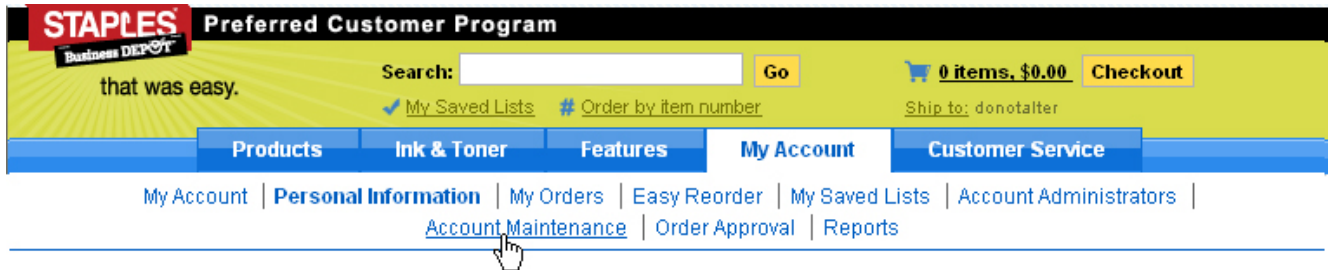 STAPLES Preferred Customer Program
Business DEPOT
that was easy.
Search: Go 0 items, $0.00 Checkout
My Saved Lists # Order by item number Ship to: donotalter
Products Ink & Toner Features My Account Customer Service
My Account | Personal Information | My Orders | Easy Reorder | My Saved Lists | Account Administrators |
Account Maintenance | Order Approval | Reports